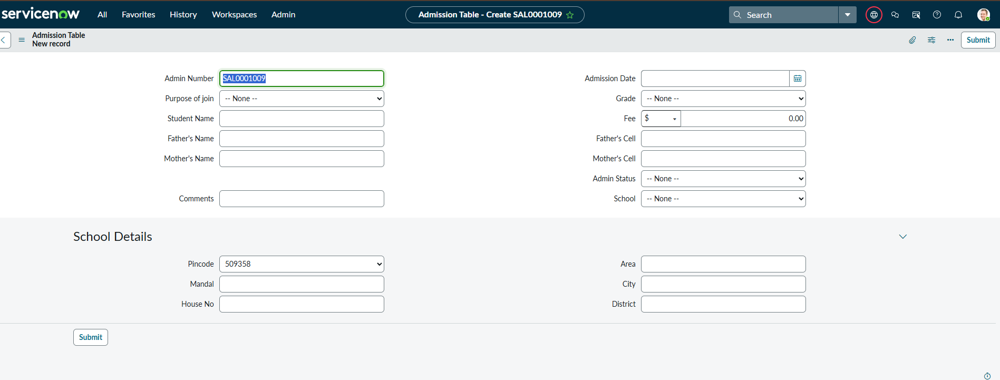 servicenow
All
Favorites
History
Workspaces
Admin
Admission Table - Create SAL0001009
Search
Admission Table
New record
Submit
Admin Number
SAL0001009
Purpose of join
-- None --
Student Name
Father's Name
Mother's Name
Comments
Admission Date
Grade
-- None --
Fee
$
0.00
Father's Cell
Mother's Cell
Admin Status
-- None --
School
-- None --
School Details
Pincode
509358
Mandal
House No
Area
City
District
Submit